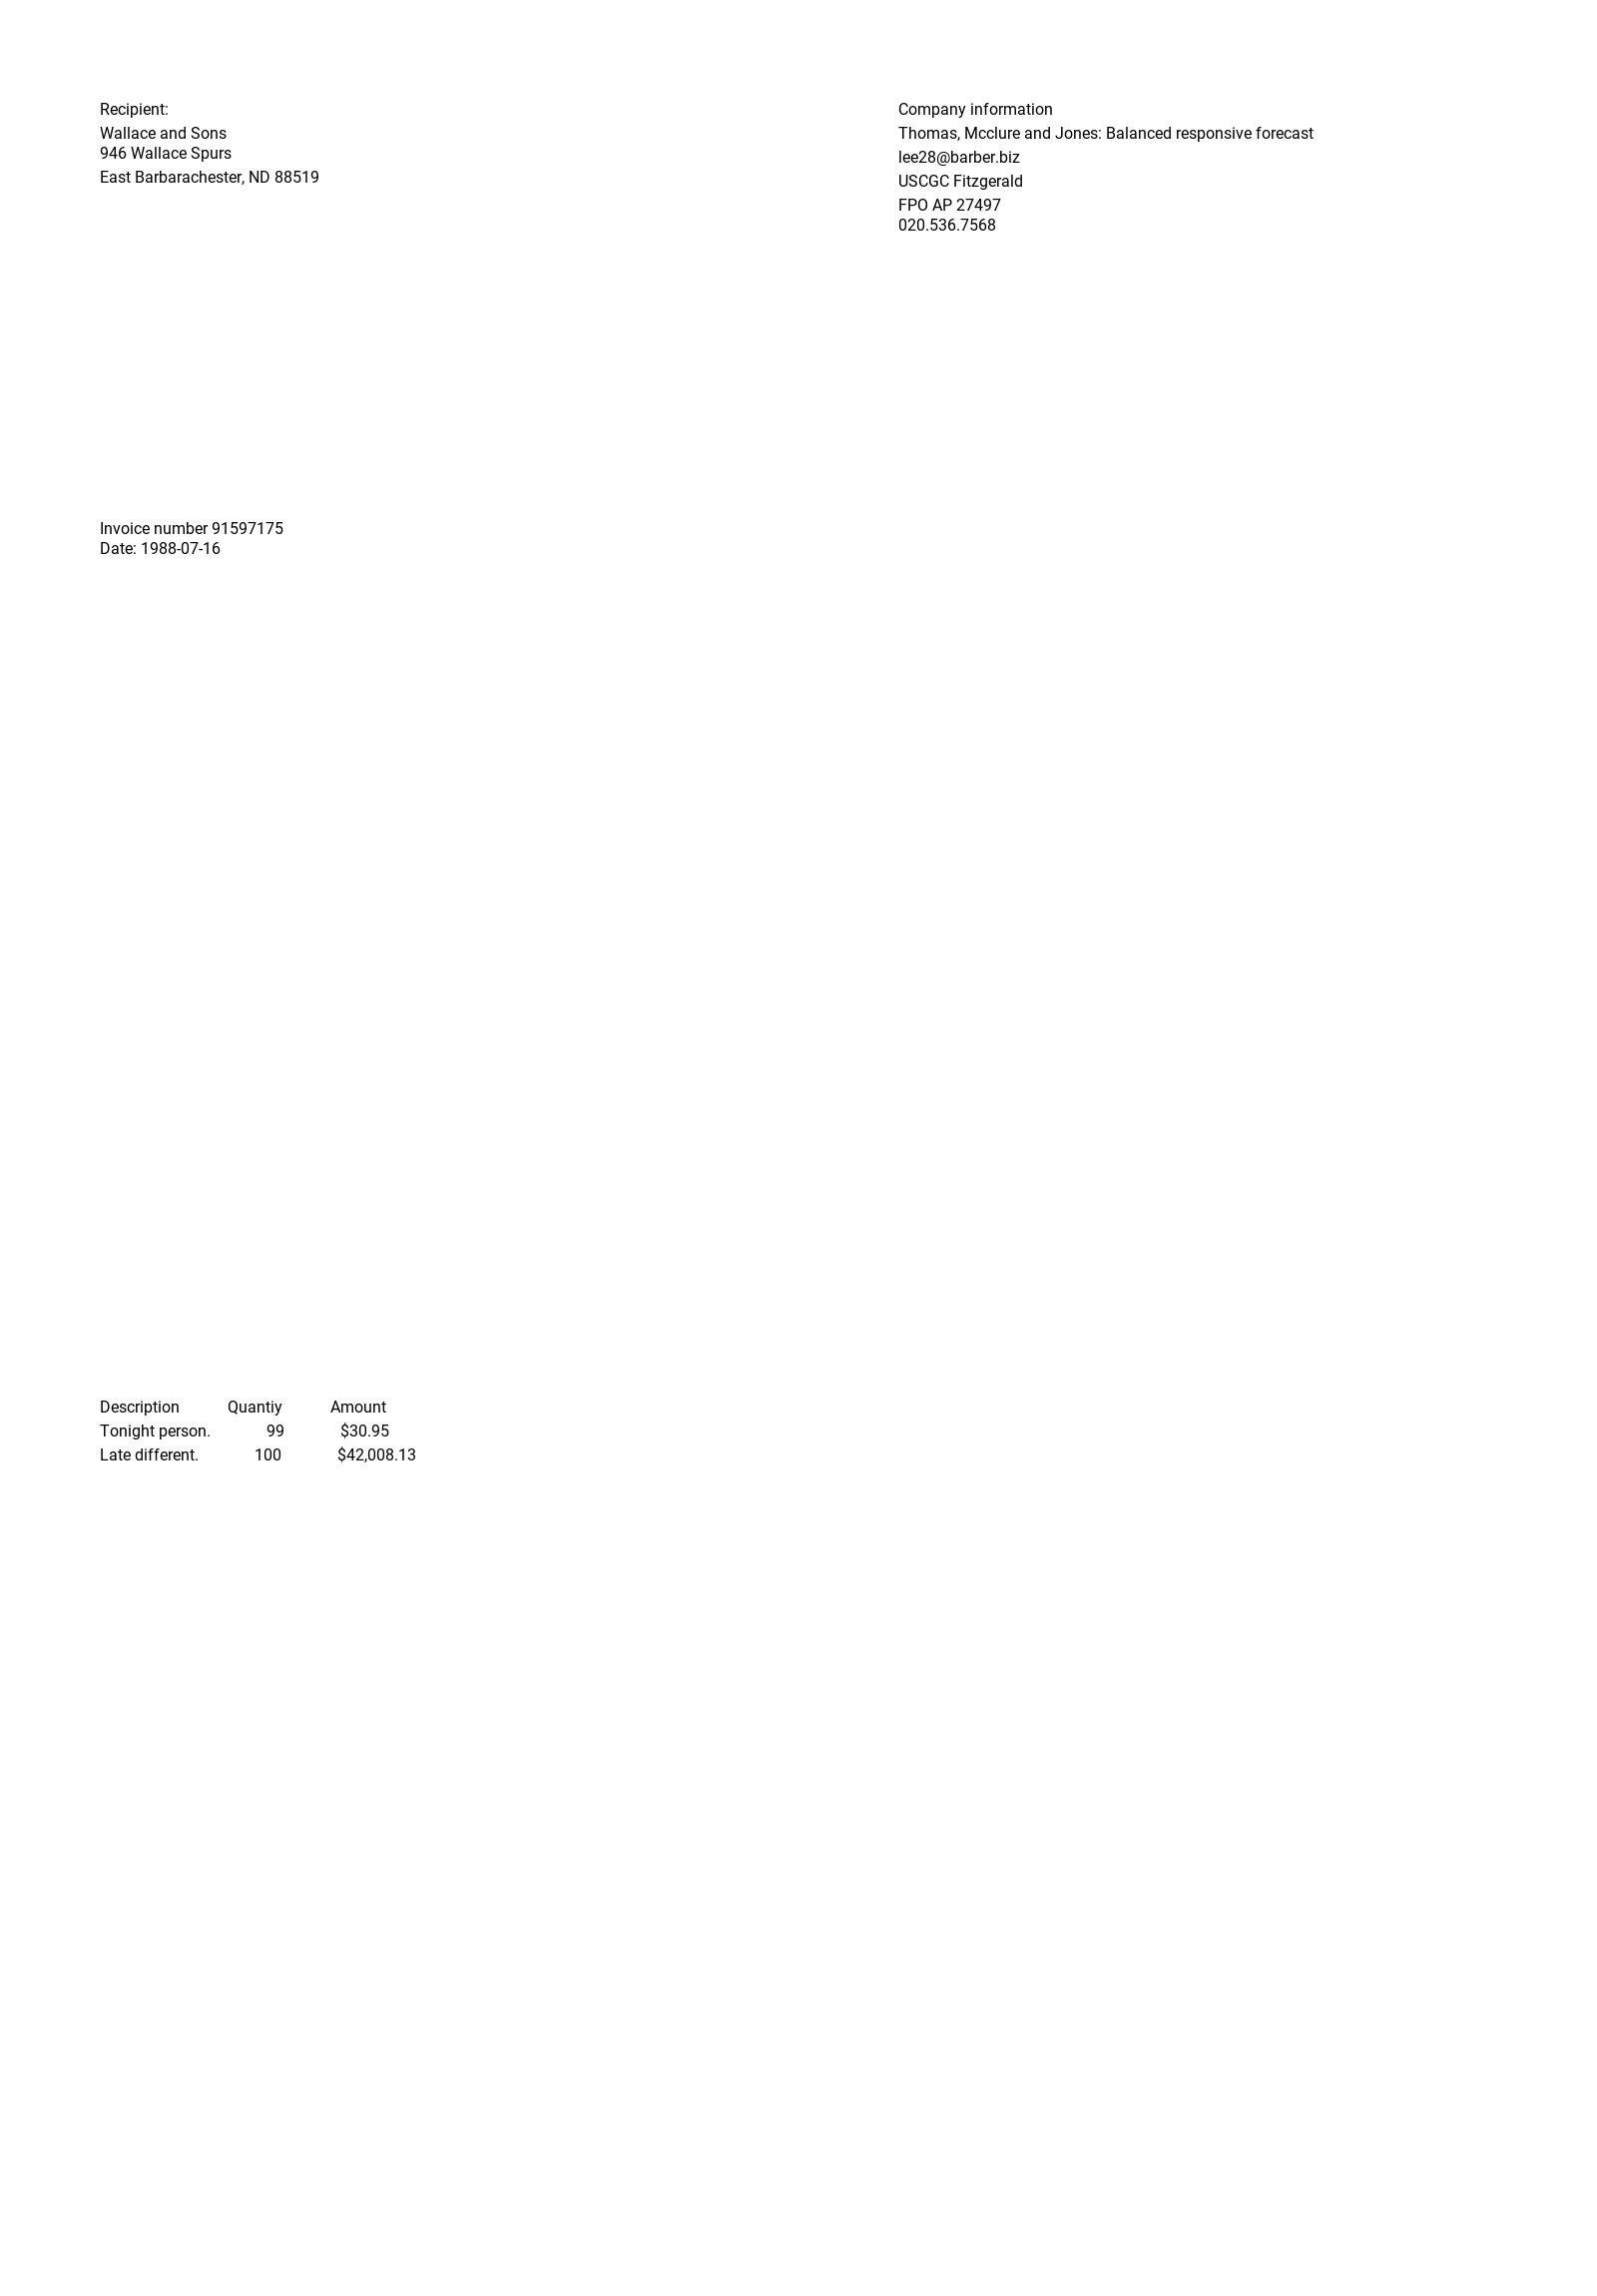 Recipient:
Wallace and Sons
946 Wallace Spurs
East Barbarachester, ND 88519
Company information
Thomas, Mcclure and Jones: Balanced responsive forecast
lee28@barber.biz
USCGC Fitzgerald
FPO AP 27497
020.536.7568
Invoice number 91597175
Date: 1988-07-16
Description Quantiy Amount
Tonight person. 99 $30.95
Late different. 100 $42,008.13